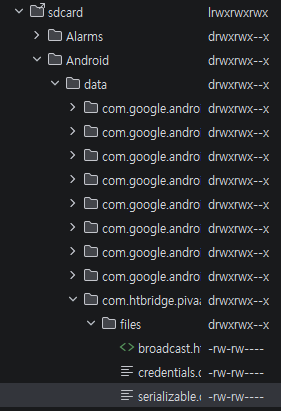 sdcard lrwxrwxrwx
Alarms drwxrwx--x
Android drwxrwx--x
data drwxrwx--x
com.google.andro drwxrwx--x
com.google.andro drwxrwx--x
com.google.andro drwxrwx--x
com.google.andro drwxrwx--x
com.google.andro drwxrwx--x
com.google.andro drwxrwx--x
com.google.andro drwxrwx--x
com.google.andro drwxrwx--x
com.htbridge.pivaa drwxrwx--x
files drwxrwx--x
<> broadcast.h -rw-rw----
credentials. -rw-rw----
serializable. -rw-rw----